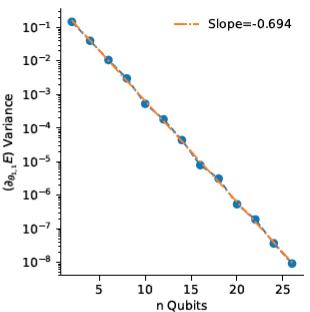 Slope=-0.694
10⁻¹
10⁻²
10⁻³
10⁻⁴
10⁻⁵
10⁻⁶
10⁻⁷
10⁻⁸
(∂θ₁,₁E) Variance
5 10 15 20 25
n Qubits